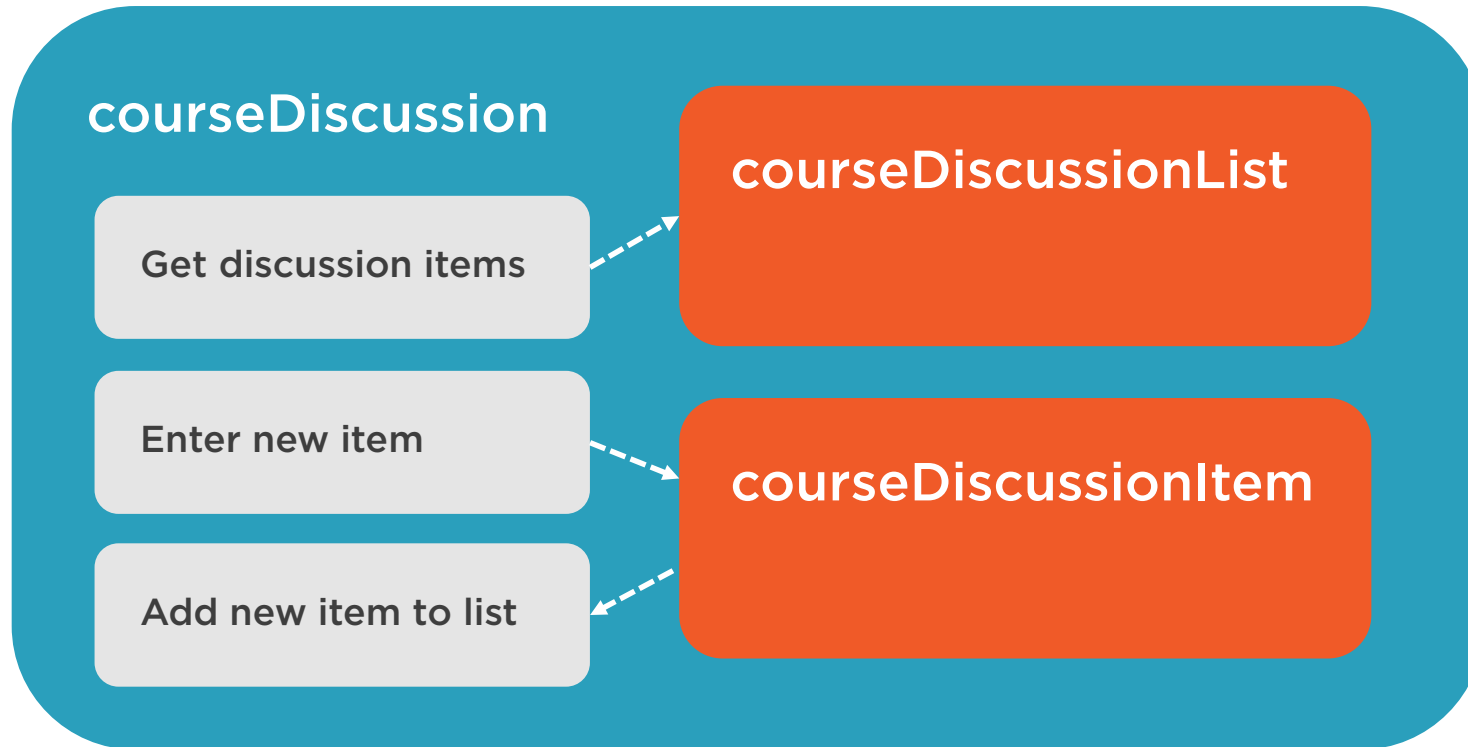 courseDiscussion
Get discussion items
Enter new item
Add new item to list
courseDiscussionList
courseDiscussionItem